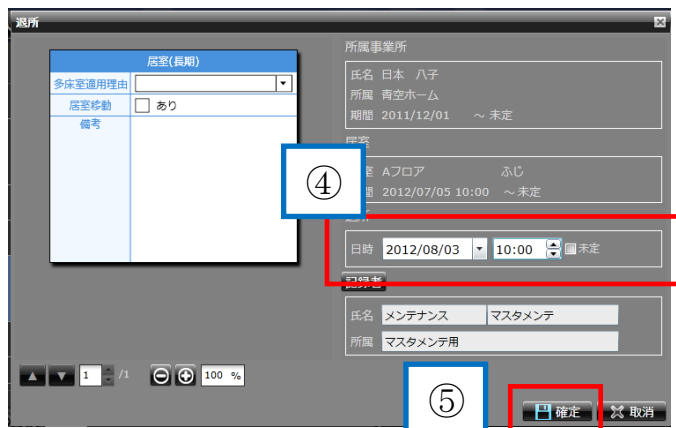 退所
居室(長期)
多床室適用理由
居室移動 あり
備考
所属事業所
氏名 日本 八子
所属 青空ホーム
期間 2011/12/01 ～ 未定
居室
室 Aフロア ふじ
間 2012/07/05 10:00 ～ 未定
④
退所
日時 2012/08/03 10:00 未定
記録者
氏名 メンテナンス マスタメンテ
所属 マスタメンテ用
1 /1 100 %
⑤
確定 取消